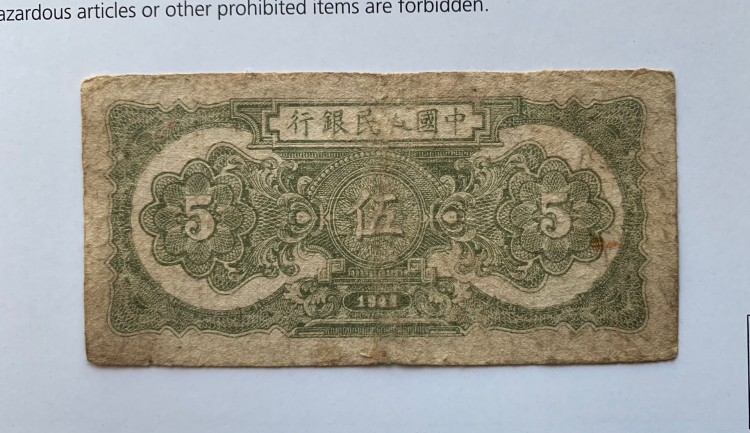 azardous articles or other prohibited items are forbidden.
中國人民銀行
5 伍 5